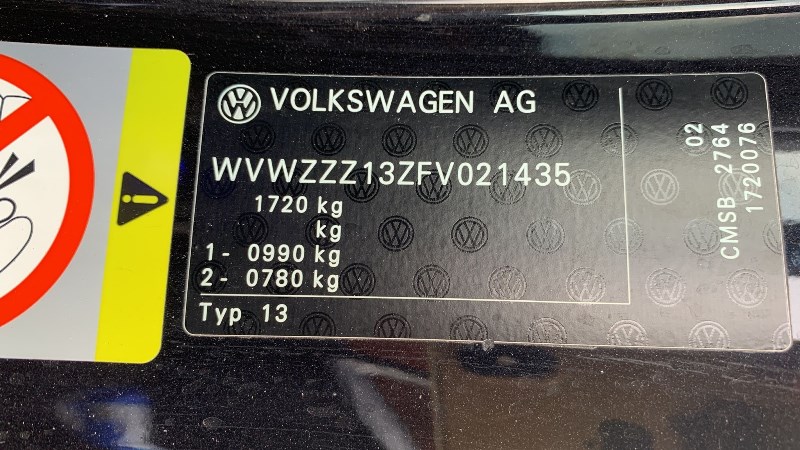 VOLKSWAGEN AG
WVWZZZ13ZFV021435
1720 kg
kg
1- 0990 kg
2- 0780 kg
Typ 13
02
CMSB 2764
1720076